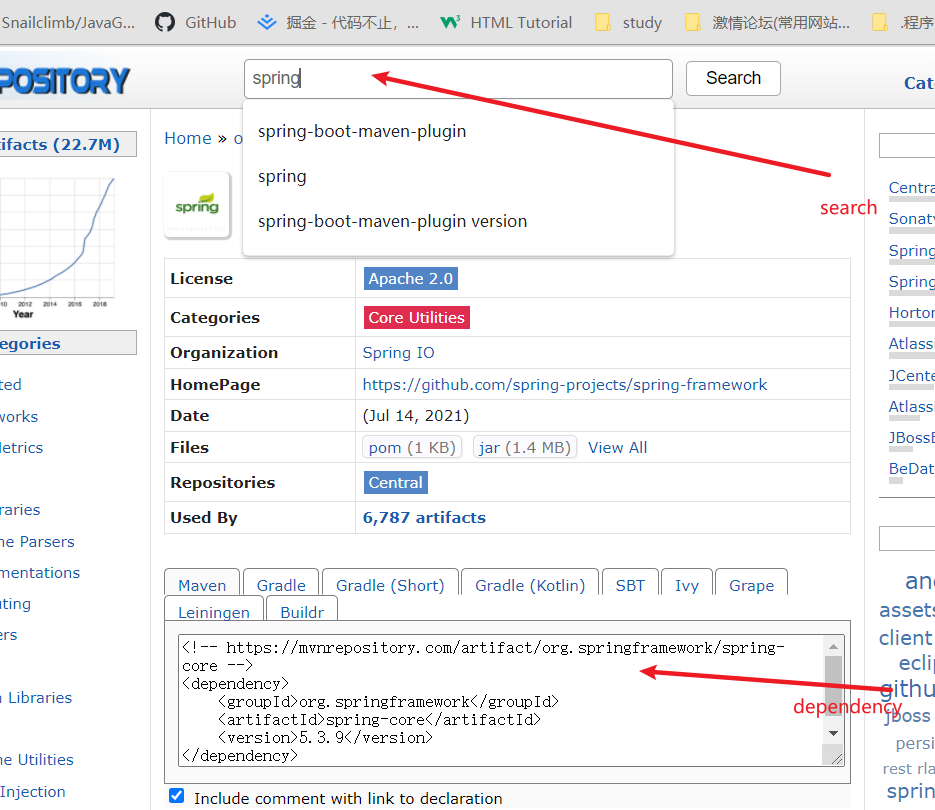 Snailclimb/JavaG...
GitHub
掘金 - 代码不止，...
HTML Tutorial
study
激情论坛(常用网站...
.程序
POSITORY
spring
Search
Cat
spring-boot-maven-plugin
spring
spring-boot-maven-plugin version
search
ifacts (22.7M)
Home » o
spring
2012
2014
2016
2018
Year
egories
ted
works
Metrics
raries
ne Parsers
mentations
ting
ers
n Libraries
ne Utilities
Injection
License
Apache 2.0
Categories
Core Utilities
Organization
Spring IO
HomePage
https://github.com/spring-projects/spring-framework
Date
(Jul 14, 2021)
Files
pom (1 KB)
jar (1.4 MB)
View All
Repositories
Central
Used By
6,787 artifacts
Maven
Gradle
Gradle (Short)
Gradle (Kotlin)
SBT
Ivy
Grape
Leiningen
Buildr
<!-- https://mvnrepository.com/artifact/org.springframework/spring-
core -->
<dependency>
<groupId>org.springframework</groupId>
<artifactId>spring-core</artifactId>
<version>5.3.9</version>
</dependency>
dependency
Include comment with link to declaration
Centra
Sonaty
Spring
Spring
Horton
Atlass
JCente
Atlass
JBossE
BeData
and
assets
client
eclip
githu
jboss
persi
rest rla
sprin